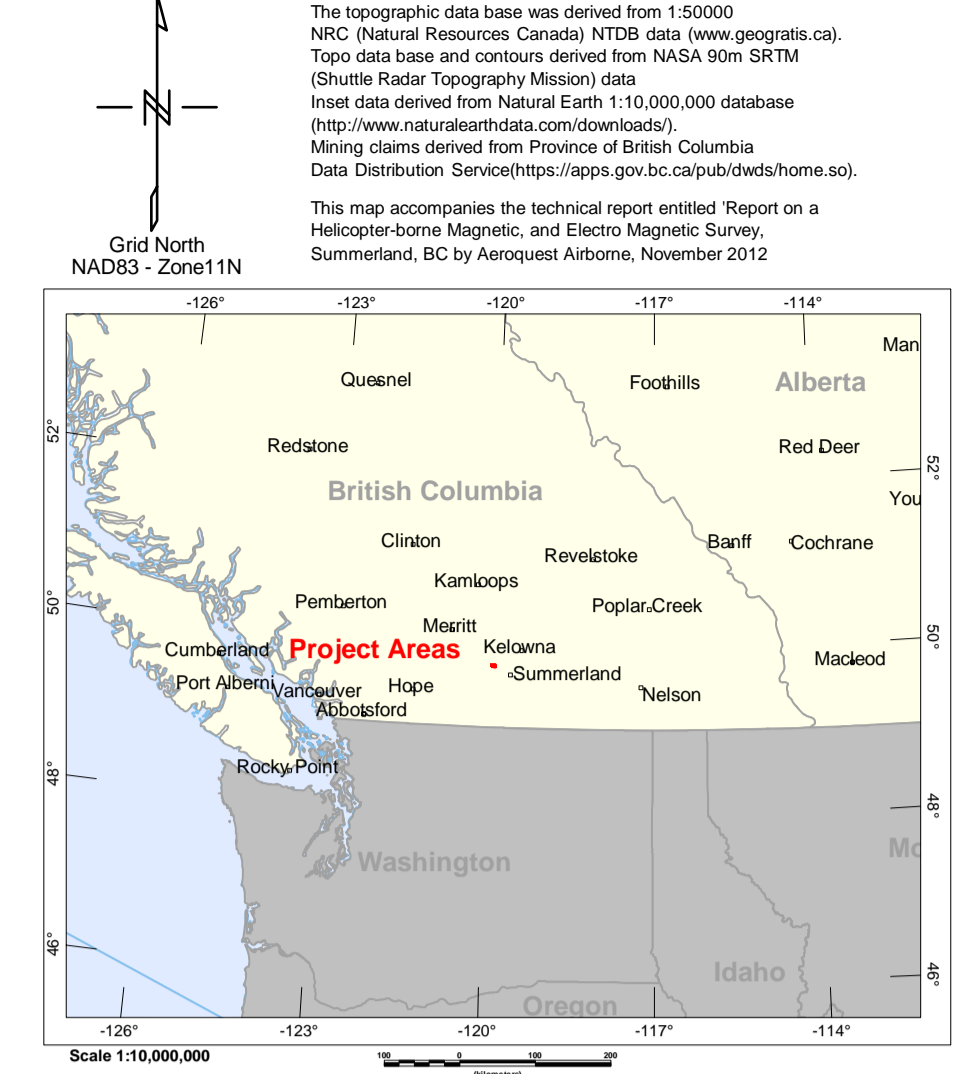 The topographic data base was derived from 1:50000
NRC (Natural Resources Canada) NTDB data (www.geogratis.ca).
Topo data base and contours derived from NASA 90m SRTM
(Shuttle Radar Topography Mission) data
Inset data derived from Natural Earth 1:10,000,000 database
(http://www.naturalearthdata.com/downloads/).
Mining claims derived from Province of British Columbia
Data Distribution Service(https://apps.gov.bc.ca/pub/dwds/home.so).
This map accompanies the technical report entitled 'Report on a
Helicopter-borne Magnetic, and Electro Magnetic Survey,
Summerland, BC by Aeroquest Airborne, November 2012
N
Grid North
NAD83 - Zone11N
-126° -123° -120° -117° -114°
Man
Quesnel Foothills Alberta
52° Redstone Red Deer 52°
British Columbia You
Clinton Revelstoke Banff Cochrane
Kamloops
50° Pemberton Poplar Creek
Merritt 50°
Cumberland Project Areas Kelowna Macleod
Port Alberni Vancouver Hope Summerland
Abbotsford Nelson
48° Rocky Point 48°
Washington Mo
46° Idaho 46°
Oregon
-126° -123° -120° -117° -114°
Scale 1:10,000,000
100 0 100 200
(kilometers)